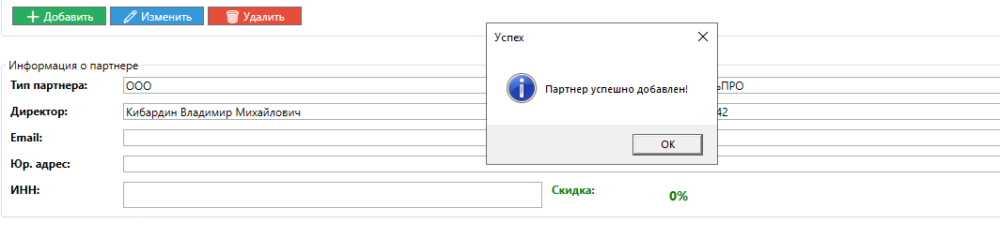 Добавить Изменить Удалить
Успех
Партнер успешно добавлен!
OK
Информация о партнере
Тип партнера: ООО ьПРО
Директор: Кибардин Владимир Михайлович 42
Email:
Юр. адрес:
ИНН: Скидка: 0%